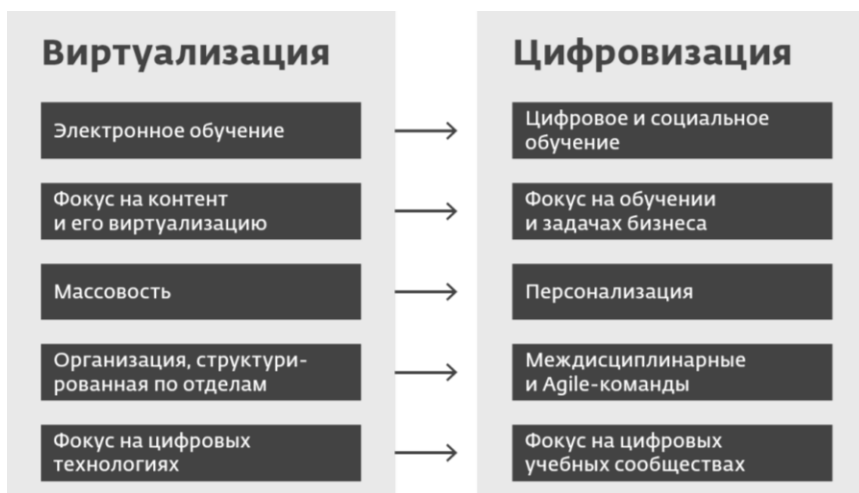 Виртуализация
Электронное обучение
Фокус на контент
и его виртуализацию
Массовость
Организация, структури-
рованная по отделам
Фокус на цифровых
технологиях
Цифровизация
Цифровое и социальное
обучение
Фокус на обучении
и задачах бизнеса
Персонализация
Междисциплинарные
и Agile-команды
Фокус на цифровых
учебных сообществах